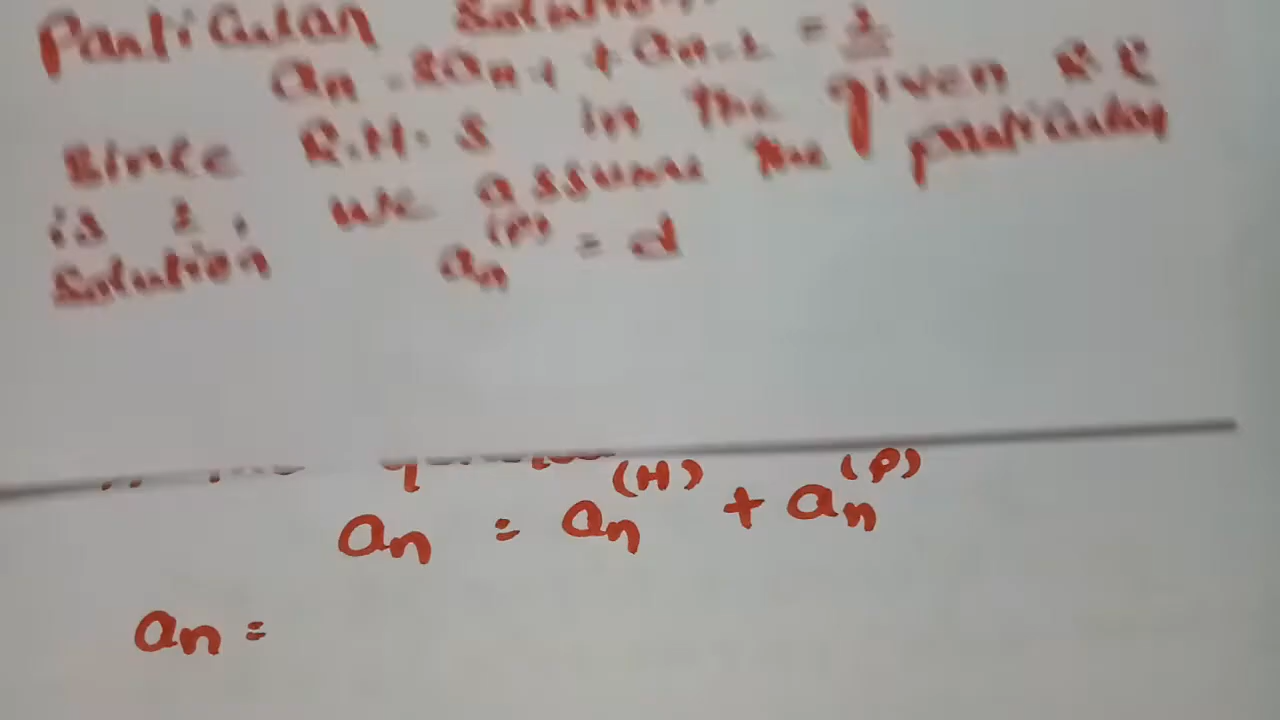 Particular Solution:
an - 2an-1 + an-2 = 2
Since R.H.S in the given R R
is 2, we assume the particular
Solution an(P) = d
an = an(H) + an(P)
an =